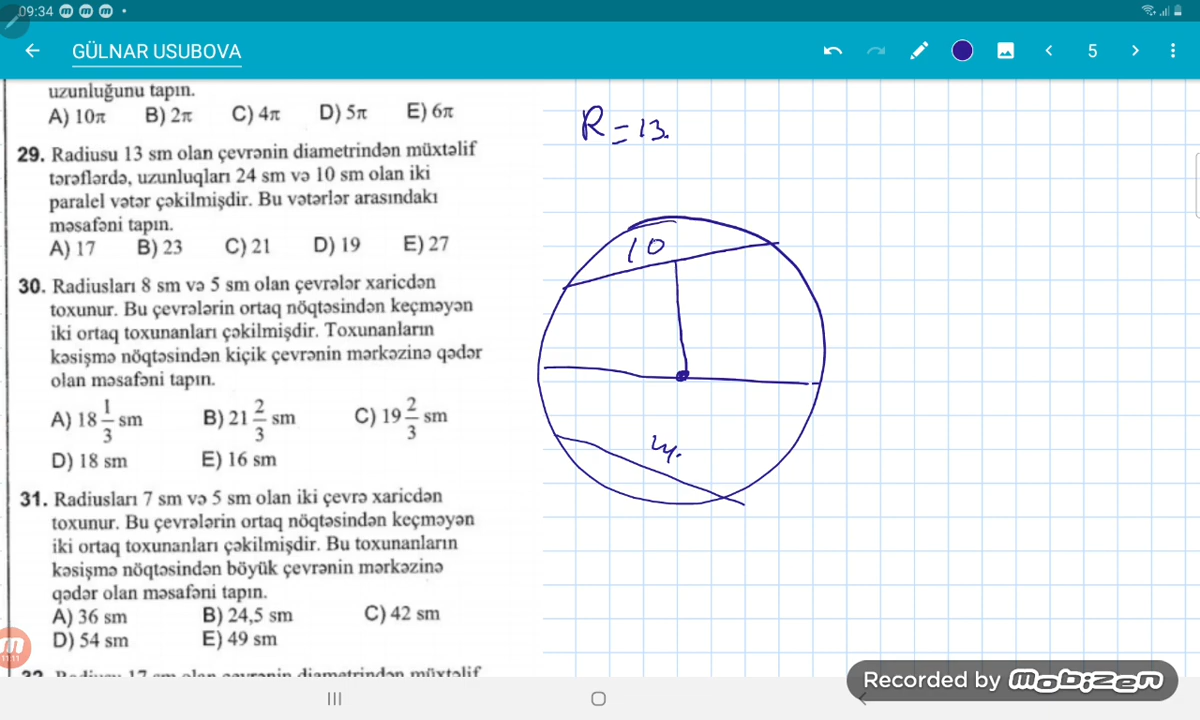 09:34
GÜLNAR USUBOVA
5
uzunluğunu tapın.
A) 10π B) 2π C) 4π D) 5π E) 6π
29. Radiusu 13 sm olan çevrənin diametrindən müxtəlif
tərəflərdə, uzunluqları 24 sm və 10 sm olan iki
paralel vətər çəkilmişdir. Bu vətərlər arasındakı
məsafəni tapın.
A) 17 B) 23 C) 21 D) 19 E) 27
30. Radiusları 8 sm və 5 sm olan çevrələr xaricdən
toxunur. Bu çevrələrin ortaq nöqtəsindən keçməyən
iki ortaq toxunanları çəkilmişdir. Toxunanların
kəsişmə nöqtəsindən kiçik çevrənin mərkəzinə qədər
olan məsafəni tapın.
A) 18 1/3 sm B) 21 2/3 sm C) 19 2/3 sm
D) 18 sm E) 16 sm
31. Radiusları 7 sm və 5 sm olan iki çevrə xaricdən
toxunur. Bu çevrələrin ortaq nöqtəsindən keçməyən
iki ortaq toxunanları çəkilmişdir. Bu toxunanların
kəsişmə nöqtəsindən böyük çevrənin mərkəzinə
qədər olan məsafəni tapın.
A) 36 sm B) 24,5 sm C) 42 sm
D) 54 sm E) 49 sm
R=13.
10
11:11
Recorded by Mobizen